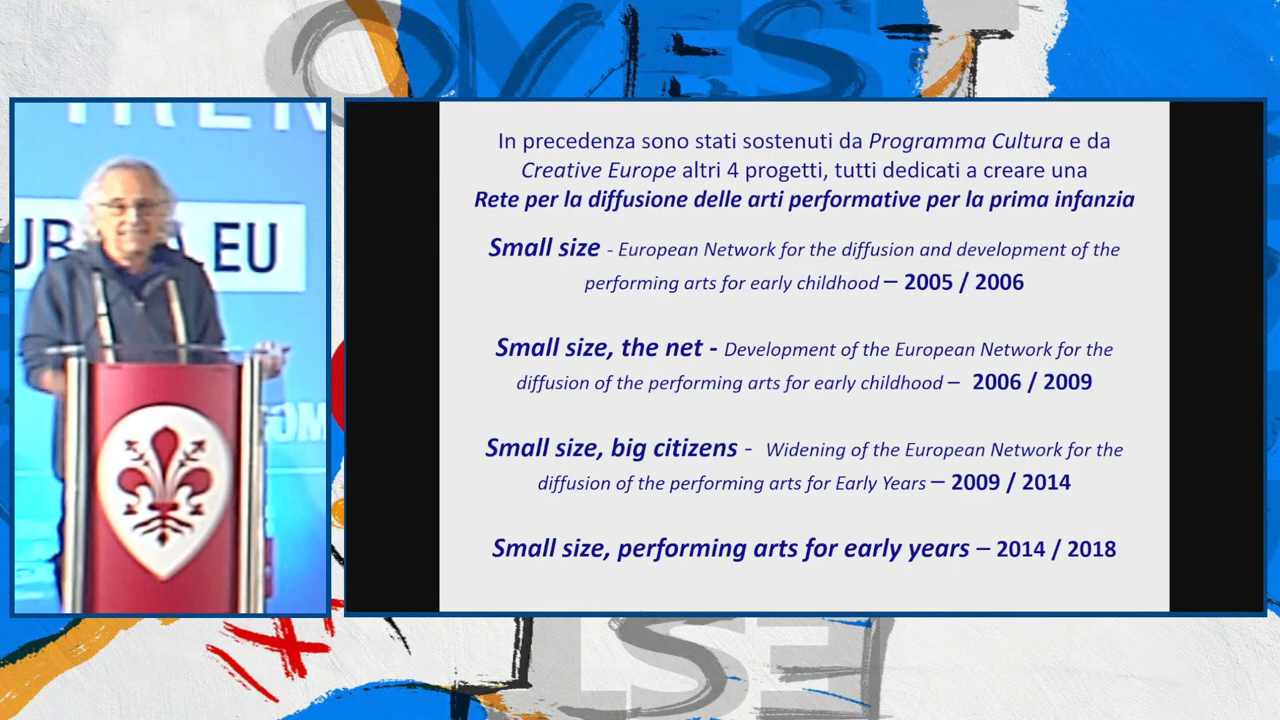 OVEST
In precedenza sono stati sostenuti da Programma Cultura e da
Creative Europe altri 4 progetti, tutti dedicati a creare una
Rete per la diffusione delle arti performative per la prima infanzia
Small size - European Network for the diffusion and development of the
performing arts for early childhood – 2005 / 2006
Small size, the net - Development of the European Network for the
diffusion of the performing arts for early childhood – 2006 / 2009
Small size, big citizens - Widening of the European Network for the
diffusion of the performing arts for Early Years – 2009 / 2014
Small size, performing arts for early years – 2014 / 2018
.EU